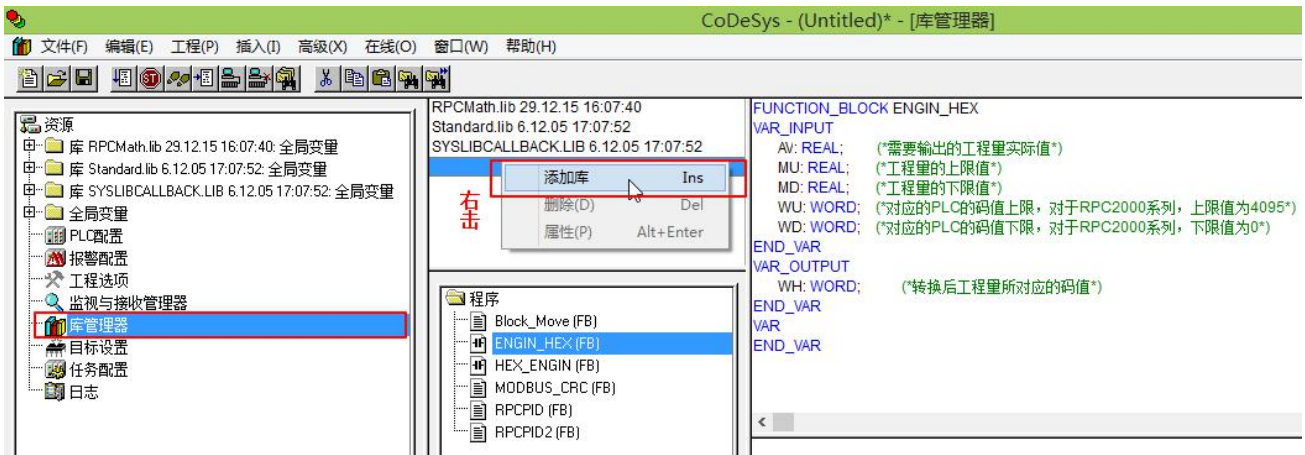 CoDeSys - (Untitled)* - [库管理器]
文件(F) 编辑(E) 工程(P) 插入(I) 高级(X) 在线(O) 窗口(W) 帮助(H)
资源
库 RPCMath.lib 29.12.15 16:07:40: 全局变量
库 Standard.lib 6.12.05 17:07:52: 全局变量
库 SYSLIBCALLBACK.LIB 6.12.05 17:07:52: 全局变量
全局变量
PLC配置
报警配置
工程选项
监视与接收管理器
库管理器
目标设置
任务配置
日志
RPCMath.lib 29.12.15 16:07:40
Standard.lib 6.12.05 17:07:52
SYSLIBCALLBACK.LIB 6.12.05 17:07:52
右击
添加库 Ins
删除(D) Del
属性(P) Alt+Enter
程序
Block_Move (FB)
ENGIN_HEX (FB)
HEX_ENGIN (FB)
MODBUS_CRC (FB)
RPCPID (FB)
RPCPID2 (FB)
FUNCTION_BLOCK ENGIN_HEX
VAR_INPUT
AV: REAL; (*需要输出的工程量实际值*)
MU: REAL; (*工程量的上限值*)
MD: REAL; (*工程量的下限值*)
WU: WORD; (*对应的PLC的码值上限，对于RPC2000系列，上限值为4095*)
WD: WORD; (*对应的PLC的码值下限，对于RPC2000系列，下限值为0*)
END_VAR
VAR_OUTPUT
WH: WORD; (*转换后工程量所对应的码值*)
END_VAR
VAR
END_VAR